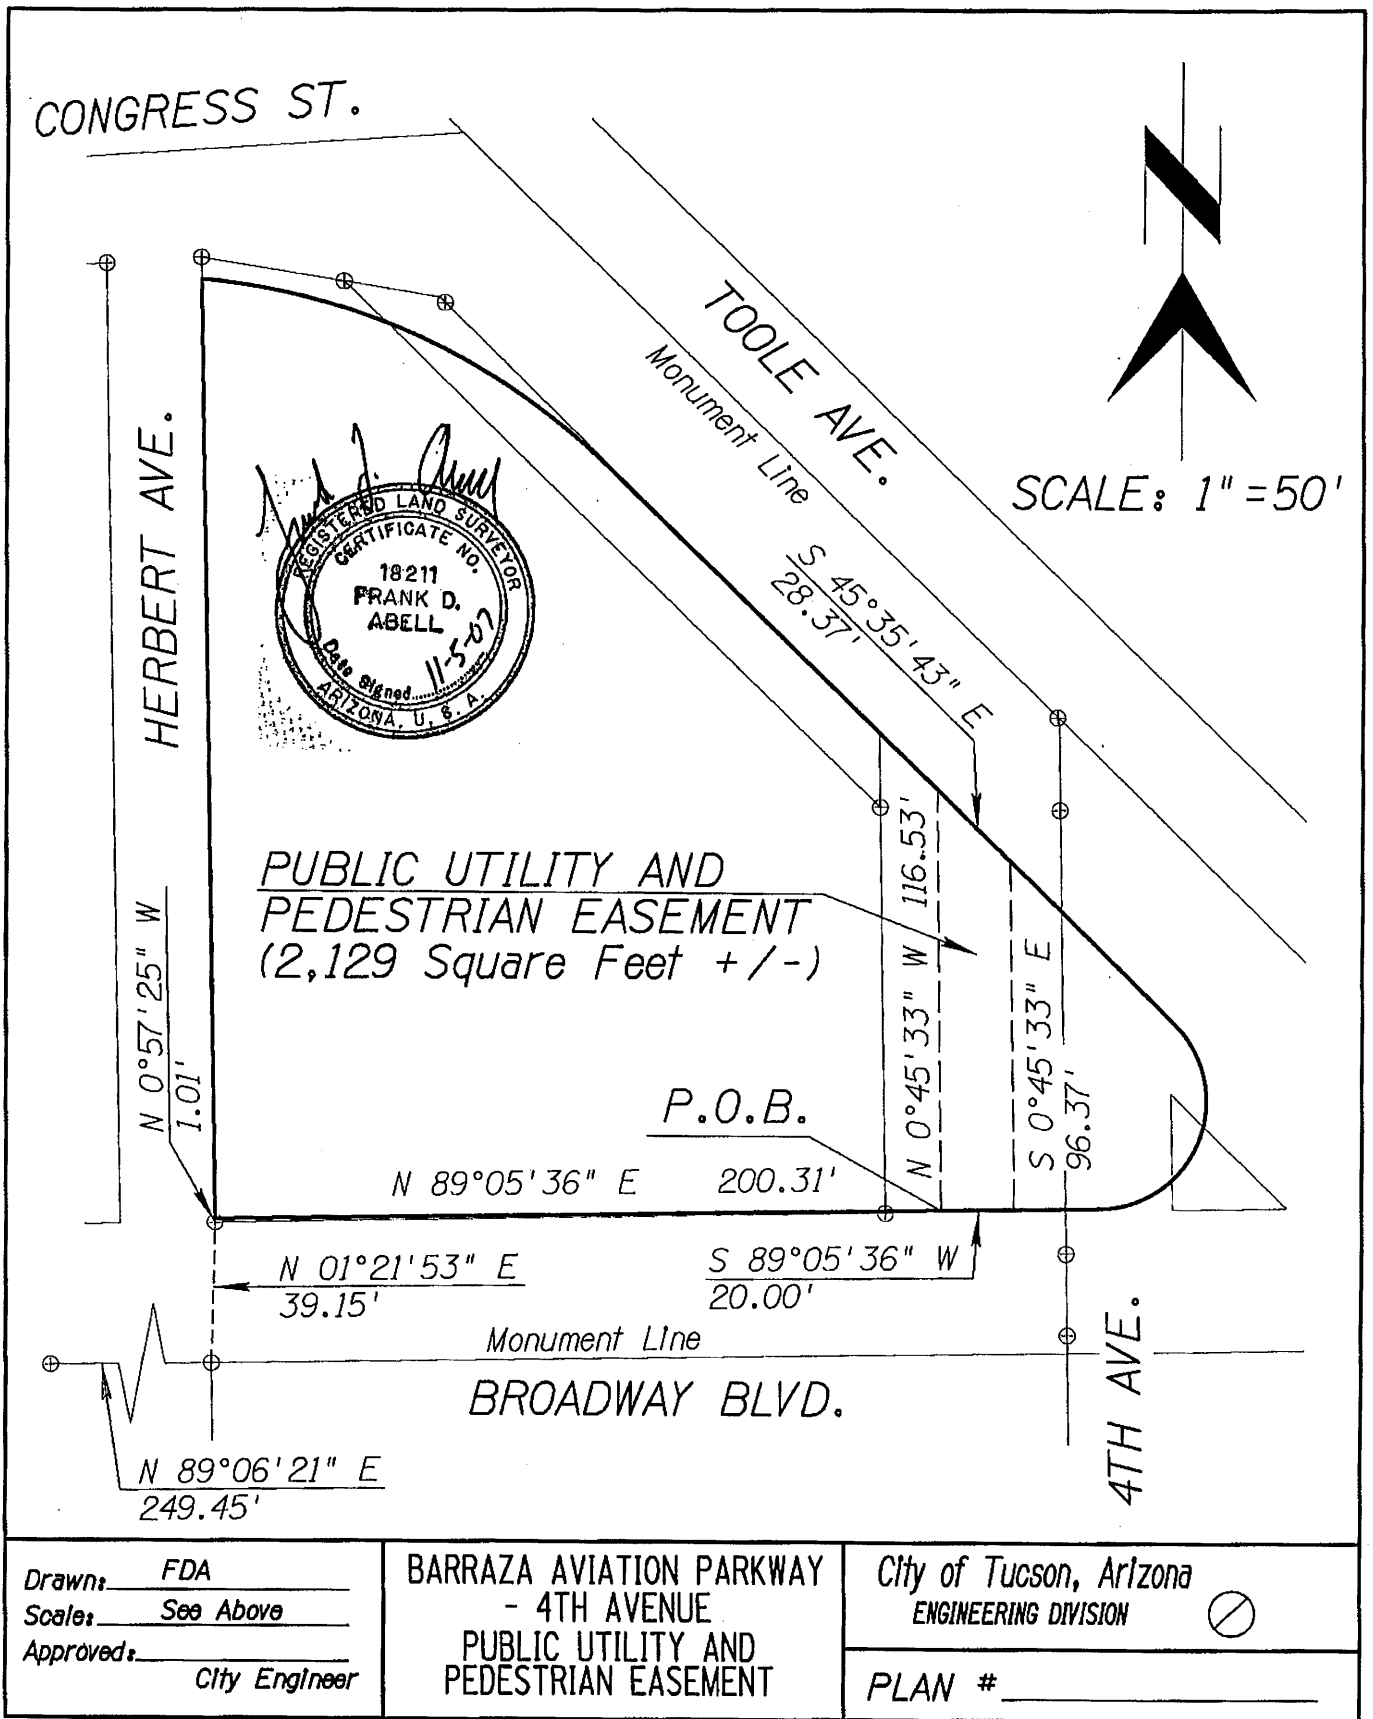 CONGRESS ST.
N
TOOLE AVE.
Monument Line
SCALE: 1"=50'
HERBERT AVE.
REGISTERED LAND SURVEYOR
CERTIFICATE NO.
18211
FRANK D.
ABELL
Date Signed 11-5-07
ARIZONA, U. S. A.
S 45°35'43" E
28.37'
PUBLIC UTILITY AND
PEDESTRIAN EASEMENT
(2,129 Square Feet +/-)
N 0°45'33" W 116.53'
S 0°45'33" E
96.37'
N 0°57'25" W
1.01'
P.O.B.
N 89°05'36" E 200.31'
N 01°21'53" E
39.15'
S 89°05'36" W
20.00'
Monument Line
BROADWAY BLVD.
4TH AVE.
N 89°06'21" E
249.45'
Drawn: FDA
Scale: See Above
Approved:
City Engineer
BARRAZA AVIATION PARKWAY
- 4TH AVENUE
PUBLIC UTILITY AND
PEDESTRIAN EASEMENT
City of Tucson, Arizona
ENGINEERING DIVISION
PLAN #